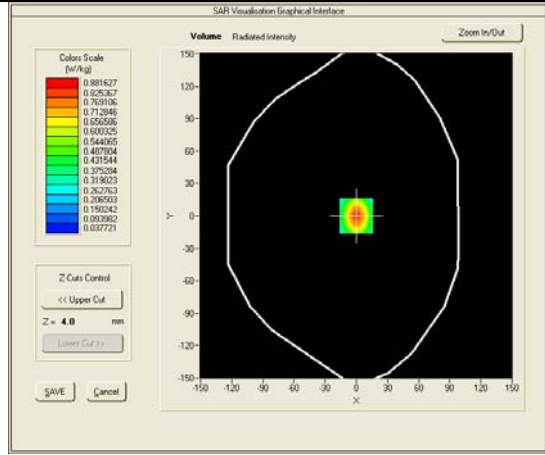 SAR Visualisation Graphical Interface
Volume Radiated Intensity
Zoom In/Out
Colors Scale
(W/kg)
0.881627
0.825367
0.769106
0.712846
0.656586
0.600325
0.544065
0.487804
0.431544
0.375284
0.319023
0.262763
0.206503
0.150242
0.093982
0.037721
Z Cuts Control
<< Upper Cut
Z = 4.0 mm
Lower Cut >>
SAVE Cancel
150-
120-
90-
60-
30-
Y 0-
-30-
-60-
-90-
-120-
-150-
-150 -120 -90 -60 -30 0 30 60 90 120 150
X